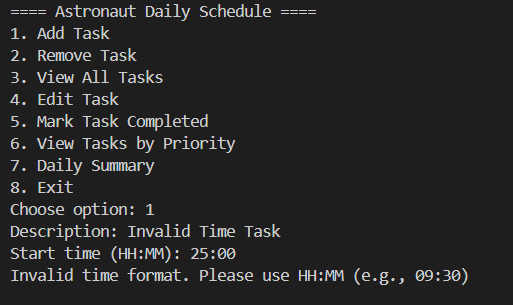 ==== Astronaut Daily Schedule ====
1. Add Task
2. Remove Task
3. View All Tasks
4. Edit Task
5. Mark Task Completed
6. View Tasks by Priority
7. Daily Summary
8. Exit
Choose option: 1
Description: Invalid Time Task
Start time (HH:MM): 25:00
Invalid time format. Please use HH:MM (e.g., 09:30)